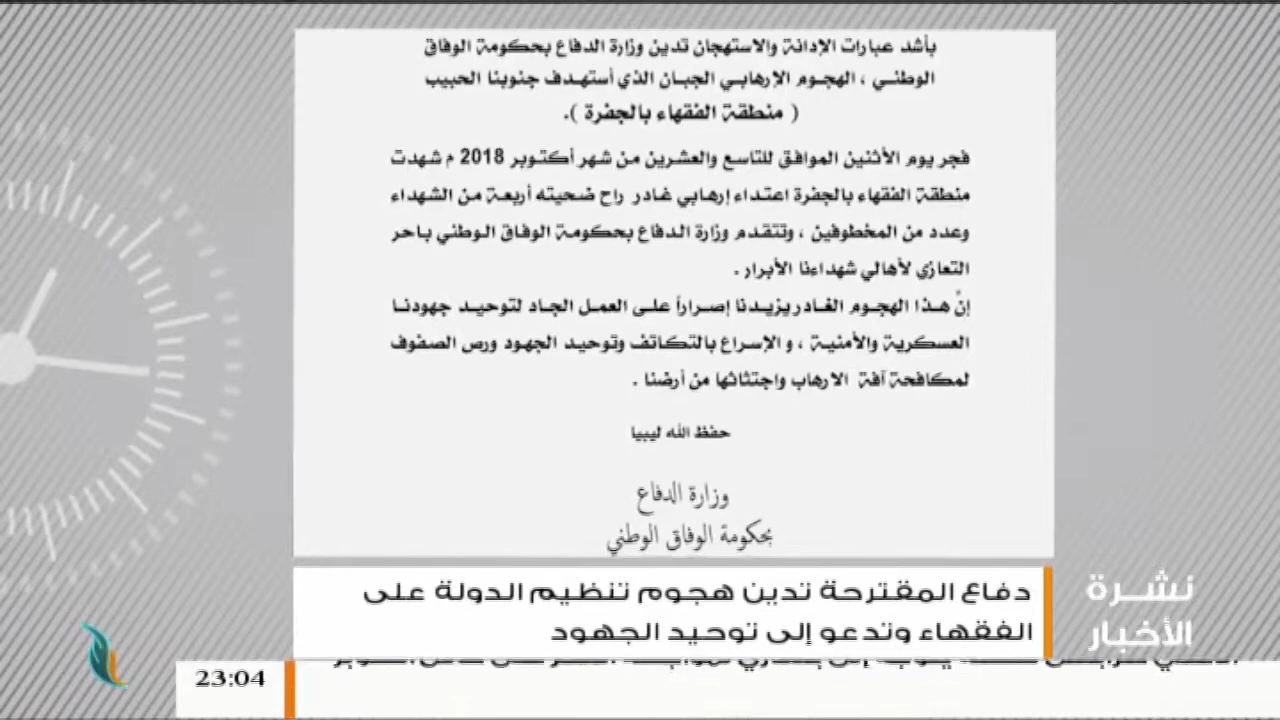 بأشد عبارات الإدانة والاستهجان تدين وزارة الدفاع بحكومة الوفاق
الوطني ، الهجوم الإرهابي الجبان الذي أستهدف جنوبنا الحبيب
( منطقة الفقهاء بالجفرة ).
فجر يوم الأثنين الموافق للتاسع والعشرين من شهر أكتوبر 2018 م شهدت
منطقة الفقهاء بالجفرة اعتداء إرهابي غادر راح ضحيته أربعة من الشهداء
وعدد من المخطوفين ، وتتقدم وزارة الدفاع بحكومة الوفاق الوطني باحر
التعازي لأهالي شهداءنا الأبرار .
إنّ هذا الهجوم الغادر يزيدنا إصراراً على العمل الجاد لتوحيد جهودنا
العسكرية والأمنية ، و الإسراع بالتكاتف وتوحيد الجهود ورص الصفوف
لمكافحة آفة الارهاب واجتثاثها من أرضنا .
حفظ الله ليبيا
وزارة الدفاع
بحكومة الوفاق الوطني
دفاع المقترحة تدين هجوم تنظيم الدولة على
الفقهاء وتدعو إلى توحيد الجهود
نشرة
الأخبار
23:04